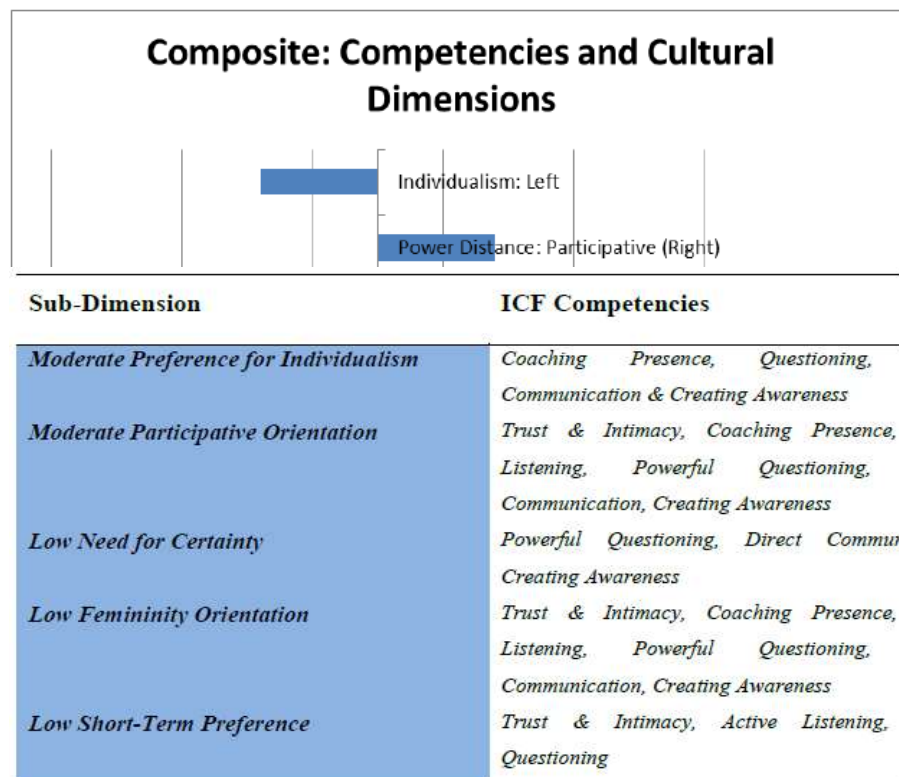 Composite: Competencies and Cultural
Dimensions
Individualism: Left
Power Distance: Participative (Right)
Sub-Dimension ICF Competencies
Moderate Preference for Individualism Coaching Presence, Questioning,
Communication & Creating Awareness
Moderate Participative Orientation Trust & Intimacy, Coaching Presence,
Listening, Powerful Questioning,
Communication, Creating Awareness
Low Need for Certainty Powerful Questioning, Direct Commu
Creating Awareness
Low Femininity Orientation Trust & Intimacy, Coaching Presence,
Listening, Powerful Questioning,
Communication, Creating Awareness
Low Short-Term Preference Trust & Intimacy, Active Listening,
Questioning